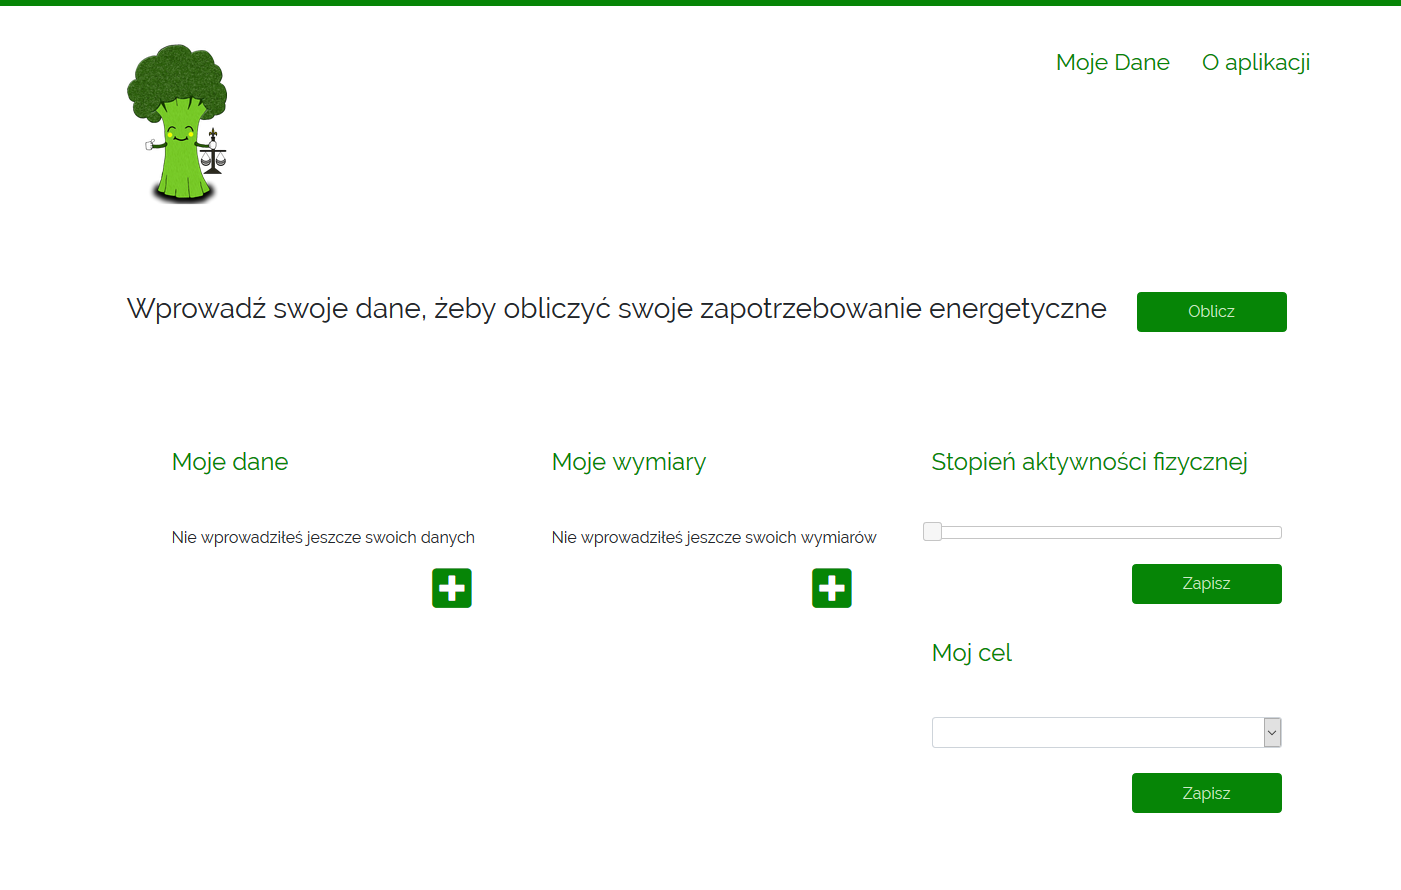 Moje Dane O aplikacji
Wprowadź swoje dane, żeby obliczyć swoje zapotrzebowanie energetyczne
Oblicz
Moje dane
Nie wprowadziłeś jeszcze swoich danych
Moje wymiary
Nie wprowadziłeś jeszcze swoich wymiarów
Stopień aktywności fizycznej
Zapisz
Moj cel
Zapisz